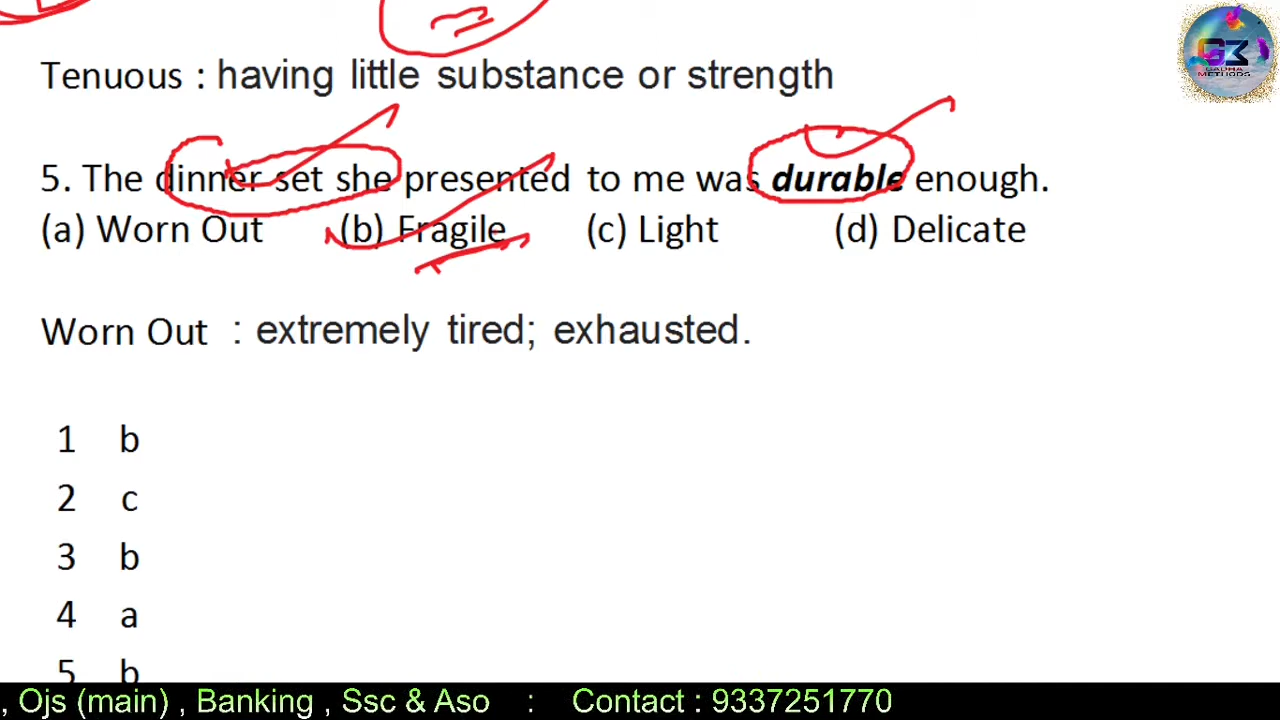 Tenuous : having little substance or strength
5. The dinner set she presented to me was durable enough.
(a) Worn Out (b) Fragile (c) Light (d) Delicate
Worn Out : extremely tired; exhausted.
1 b
2 c
3 b
4 a
5 b
, Ojs (main) , Banking , Ssc & Aso : Contact : 9337251770